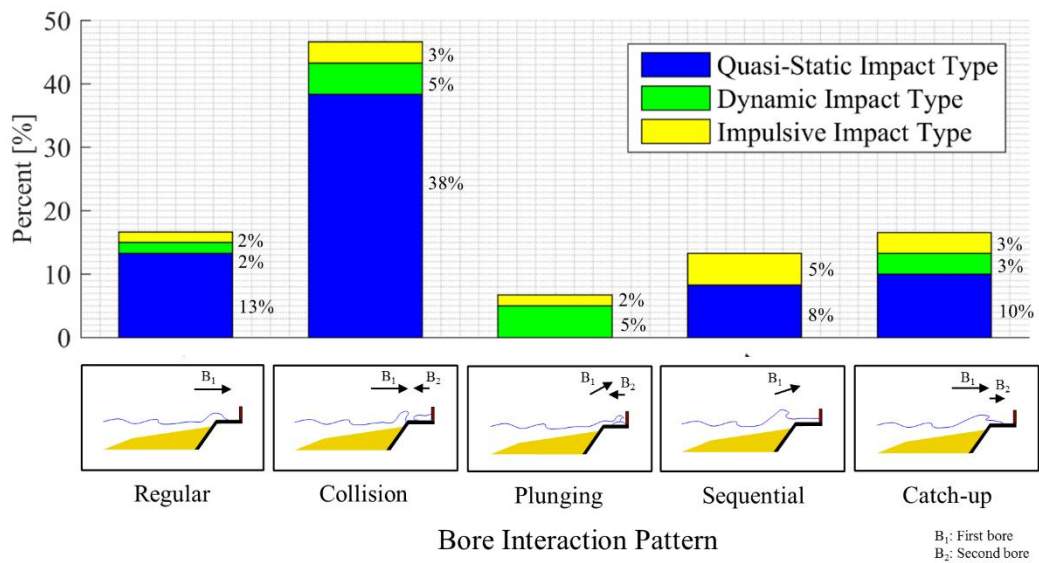 50
40
30
20
10
0
Percent [%]
Quasi-Static Impact Type
Dynamic Impact Type
Impulsive Impact Type
2%
2%
13%
3%
5%
38%
2%
5%
5%
8%
3%
3%
10%
B₁
B₁ B₂
B₁ B₂
B₁
B₁ B₂
Regular Collision Plunging Sequential Catch-up
Bore Interaction Pattern
B₁: First bore
B₂: Second bore